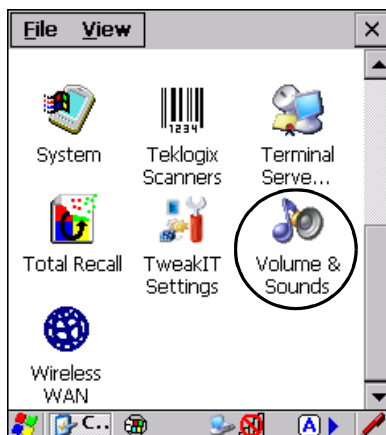 File View
System
Teklogix
Scanners
Terminal
Serve...
Total Recall
TweakIT
Settings
Volume &
Sounds
Wireless
WAN
C..
A
1234